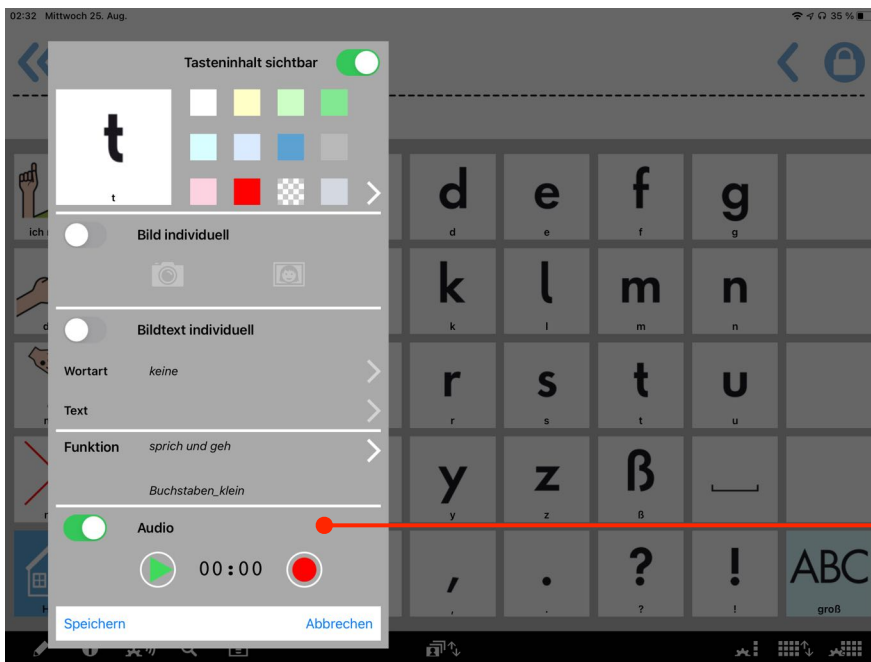 02:32 Mittwoch 25. Aug.
35 %
Tasteninhalt sichtbar
t
t
ich
Bild individuell
d
Bildtext individuell
Wortart keine
Text
Funktion sprich und geh
Buchstaben_klein
Audio
00:00
H
Speichern Abbrechen
d e f g
d e f g
k l m n
k l m n
r s t u
r s t u
y z ß
y z ß
, . ? ! ABC
, . ? ! groß